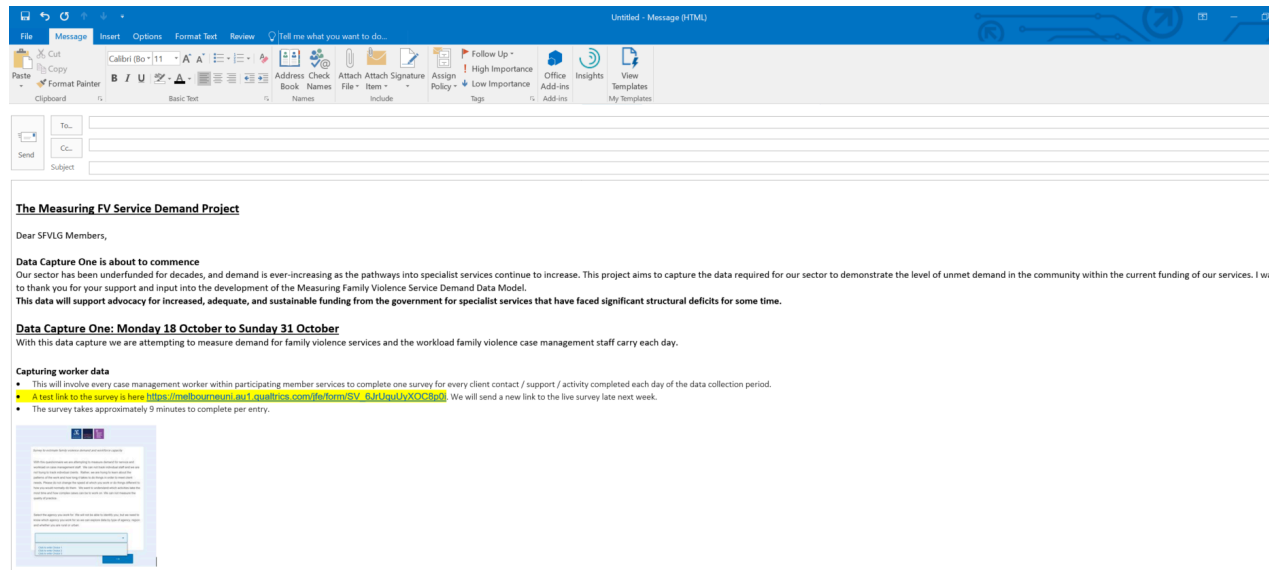 Untitled - Message (HTML)
File Message Insert Options Format Text Review Tell me what you want to do...
Paste
Cut
Copy
Format Painter
Clipboard
Calibri (Bo 11 A A
B I U A
Basic Text
Address Book
Check Names
Names
Attach File
Attach Item
Signature
Include
Assign Policy
Follow Up
High Importance
Low Importance
Tags
Office Add-ins
Add-ins
Insights
View Templates
My Templates
Send
To...
Cc...
Subject
The Measuring FV Service Demand Project
Dear SFVLG Members,
Data Capture One is about to commence
Our sector has been underfunded for decades, and demand is ever-increasing as the pathways into specialist services continue to increase. This project aims to capture the data required for our sector to demonstrate the level of unmet demand in the community within the current funding of our services. I wa
to thank you for your support and input into the development of the Measuring Family Violence Service Demand Data Model.
This data will support advocacy for increased, adequate, and sustainable funding from the government for specialist services that have faced significant structural deficits for some time.
Data Capture One: Monday 18 October to Sunday 31 October
With this data capture we are attempting to measure demand for family violence services and the workload family violence case management staff carry each day.
Capturing worker data
• This will involve every case management worker within participating member services to complete one survey for every client contact / support / activity completed each day of the data collection period.
• A test link to the survey is here https://melbourneuni.au1.qualtrics.com/jfe/form/SV_6JrUquUyXOC8p0i. We will send a new link to the live survey late next week.
• The survey takes approximately 9 minutes to complete per entry.